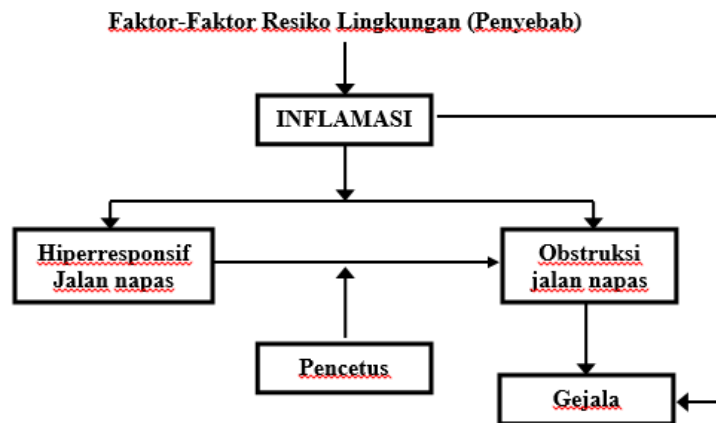 Faktor-Faktor Resiko Lingkungan (Penyebab)
INFLAMASI
Hiperresponsif
Jalan napas
Obstruksi
jalan napas
Pencetus
Gejala